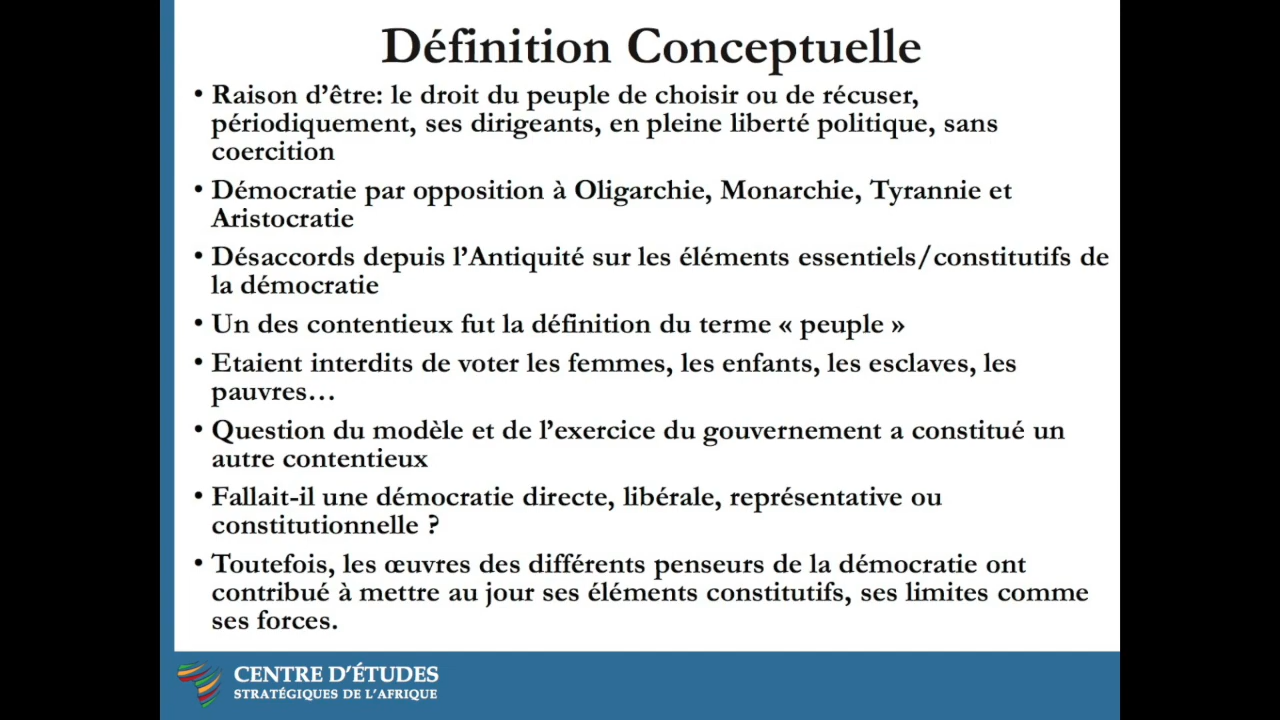 Définition Conceptuelle
• Raison d’être: le droit du peuple de choisir ou de récuser,
périodiquement, ses dirigeants, en pleine liberté politique, sans
coercition
• Démocratie par opposition à Oligarchie, Monarchie, Tyrannie et
Aristocratie
• Désaccords depuis l’Antiquité sur les éléments essentiels/constitutifs de
la démocratie
• Un des contentieux fut la définition du terme « peuple »
• Etaient interdits de voter les femmes, les enfants, les esclaves, les
pauvres…
• Question du modèle et de l’exercice du gouvernement a constitué un
autre contentieux
• Fallait-il une démocratie directe, libérale, représentative ou
constitutionnelle ?
• Toutefois, les œuvres des différents penseurs de la démocratie ont
contribué à mettre au jour ses éléments constitutifs, ses limites comme
ses forces.
CENTRE D’ÉTUDES
STRATÉGIQUES DE L’AFRIQUE